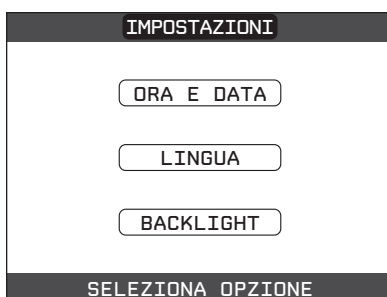 IMPOSTAZIONI
ORA E DATA
LINGUA
BACKLIGHT
SELEZIONA OPZIONE